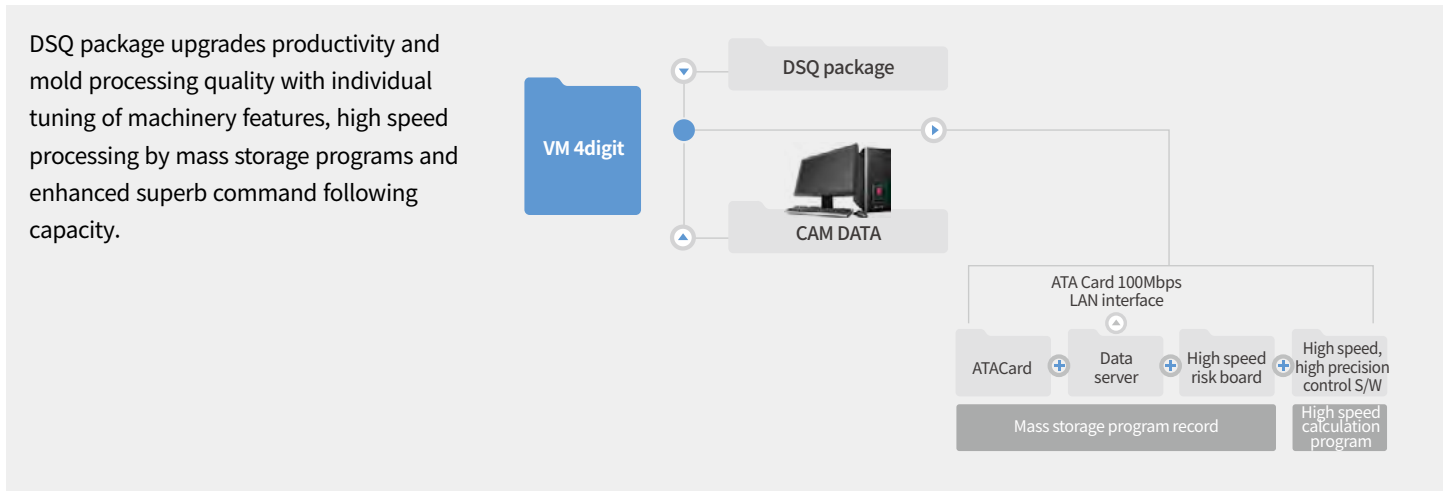 DSQ package upgrades productivity and
mold processing quality with individual
tuning of machinery features, high speed
processing by mass storage programs and
enhanced superb command following
capacity.
VM 4digit
DSQ package
CAM DATA
ATA Card 100Mbps
LAN interface
ATACard
Data
server
High speed
risk board
High speed,
high precision
control S/W
Mass storage program record
High speed
calculation
program